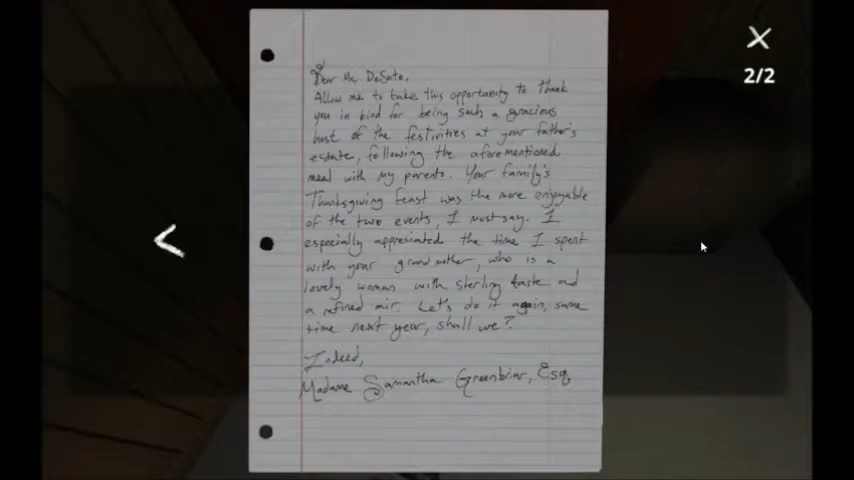 2/2
Dear Ms. DeSoto,
Allow me to take this opportunity to thank
you in kind for being such a gracious
host of the festivities at your father's
estate, following the aforementioned
meal with my parents. Your family's
Thanksgiving feast was the more enjoyable
of the two events, I must say. I
especially appreciated the time I spent
with your grandmother, who is a
lovely woman with sterling taste and
a refined air. Let's do it again, same
time next year, shall we?
Indeed,
Madame Samantha Greenbriar, Esq.